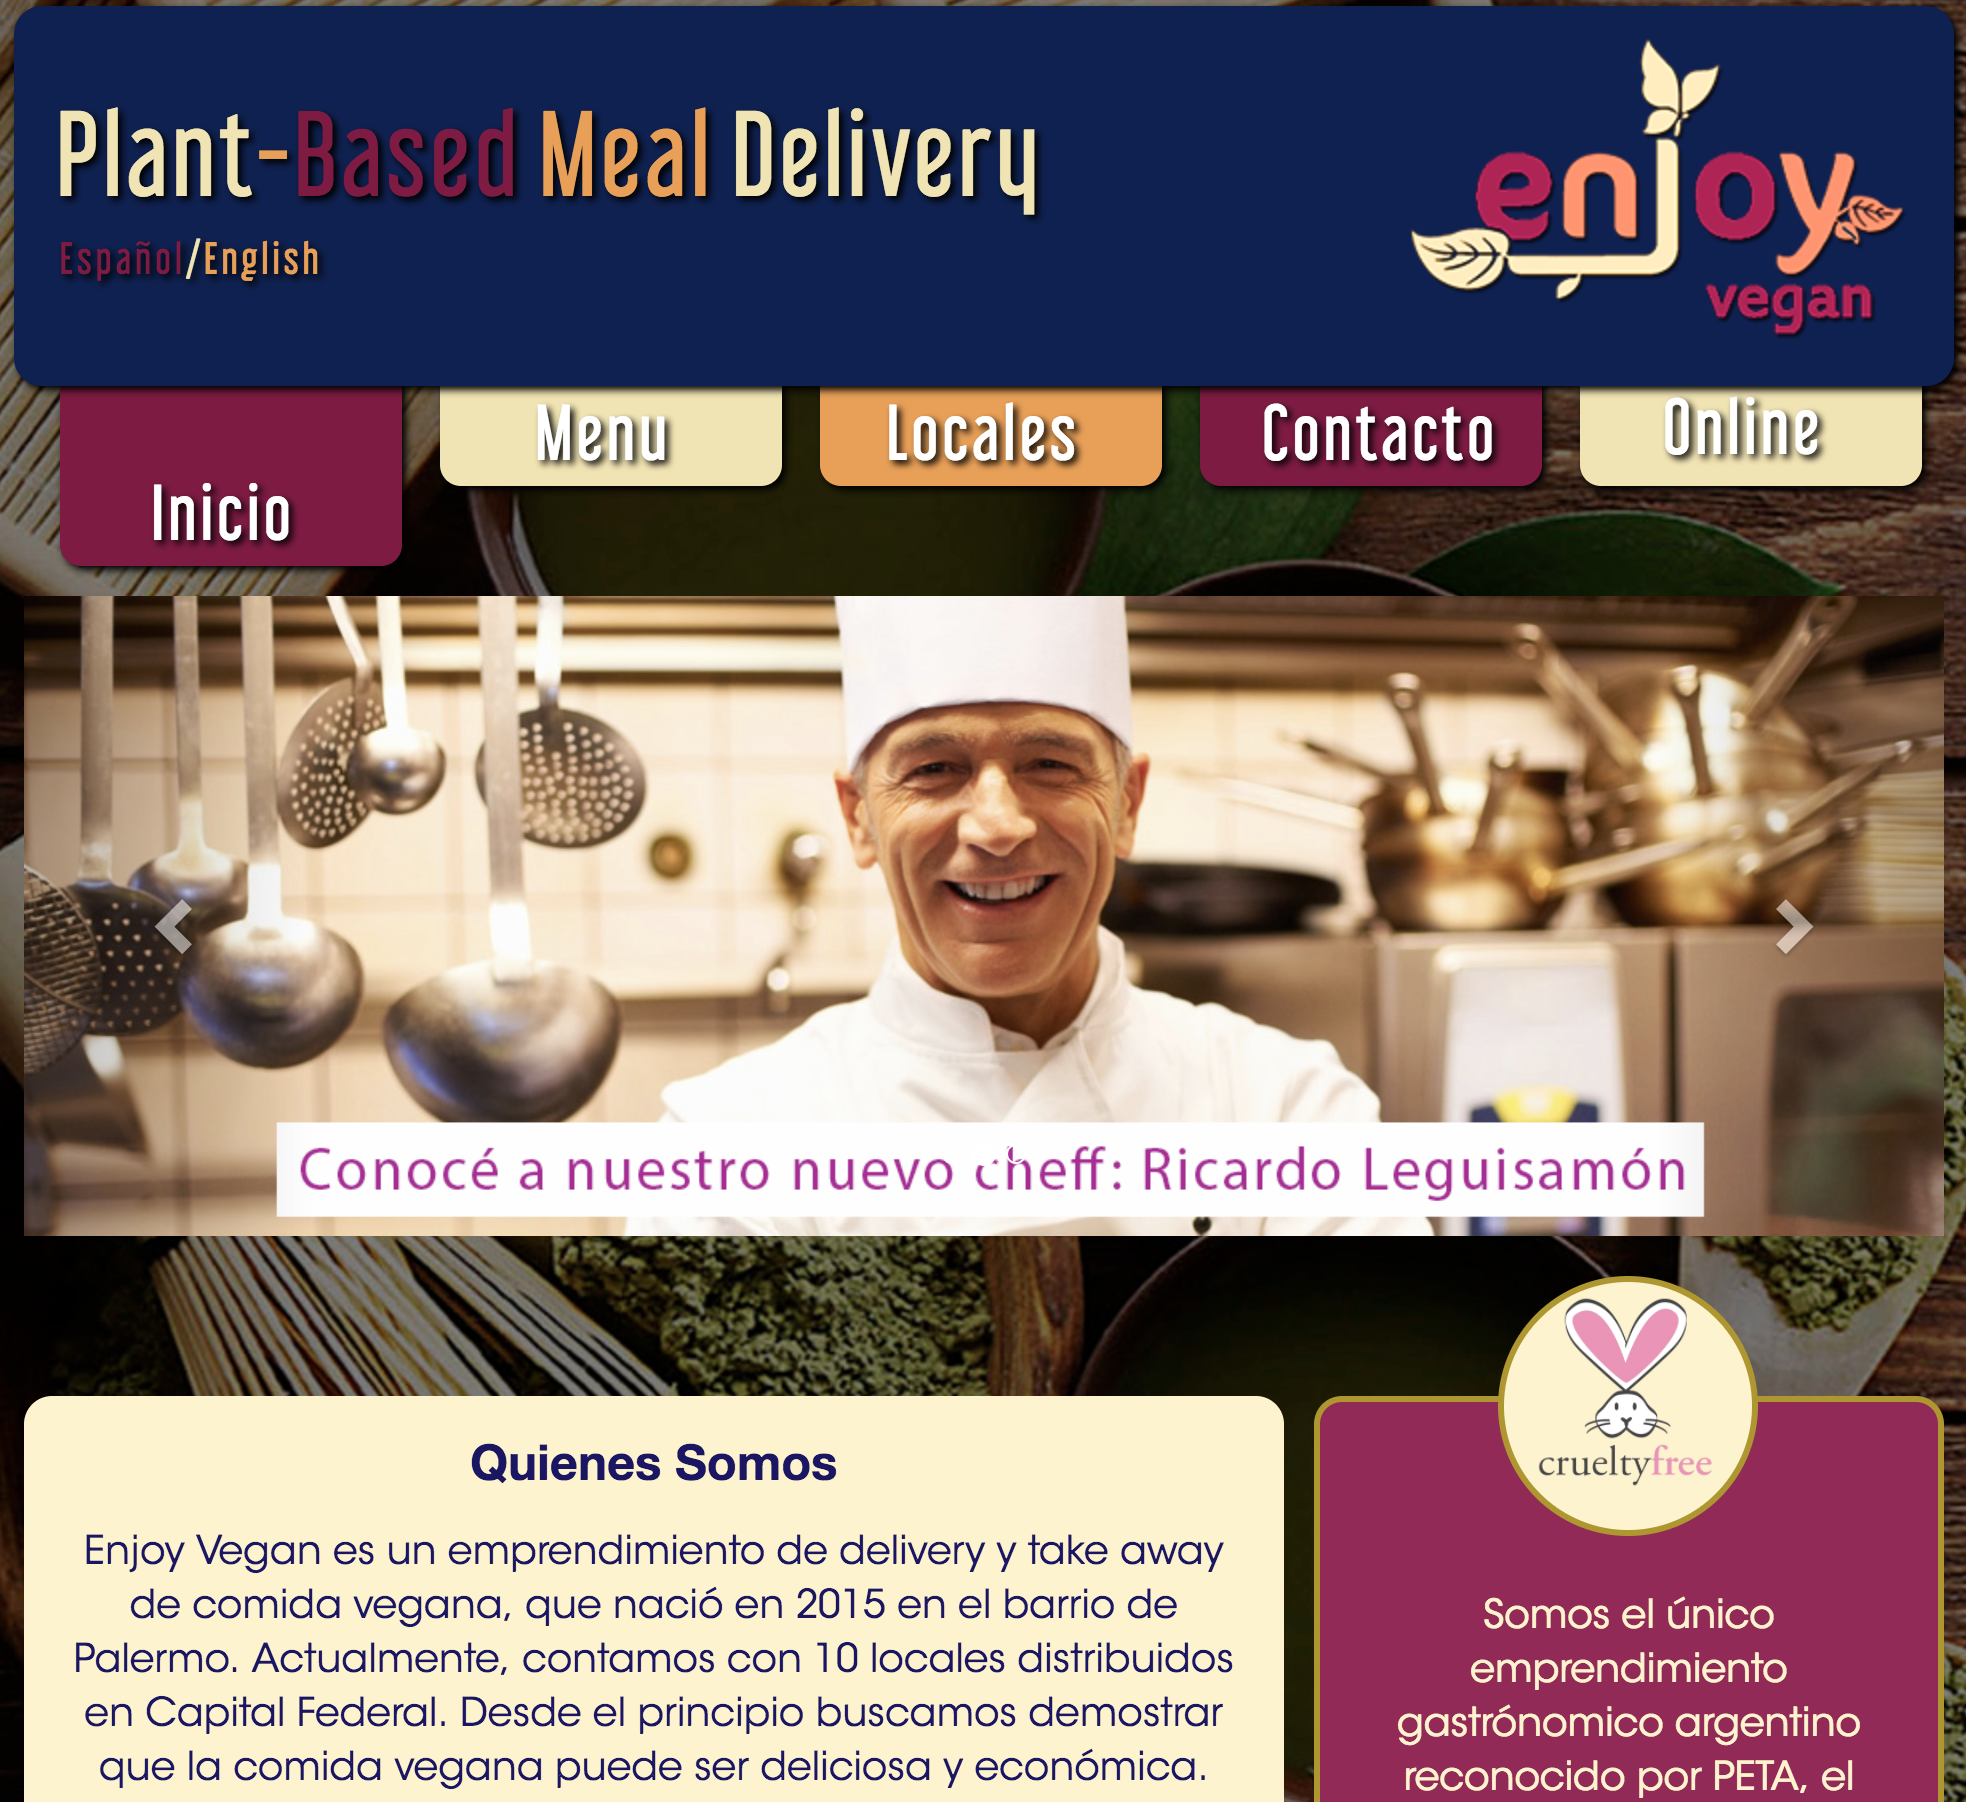 Plant-Based Meal Delivery
Español/English
enjoy
vegan
Inicio
Menu
Locales
Contacto
Online
Conocé a nuestro nuevo cheff: Ricardo Leguisamón
Quienes Somos
Enjoy Vegan es un emprendimiento de delivery y take away
de comida vegana, que nació en 2015 en el barrio de
Palermo. Actualmente, contamos con 10 locales distribuidos
en Capital Federal. Desde el principio buscamos demostrar
que la comida vegana puede ser deliciosa y económica.
crueltyfree
Somos el único
emprendimiento
gastrónomico argentino
reconocido por PETA, el